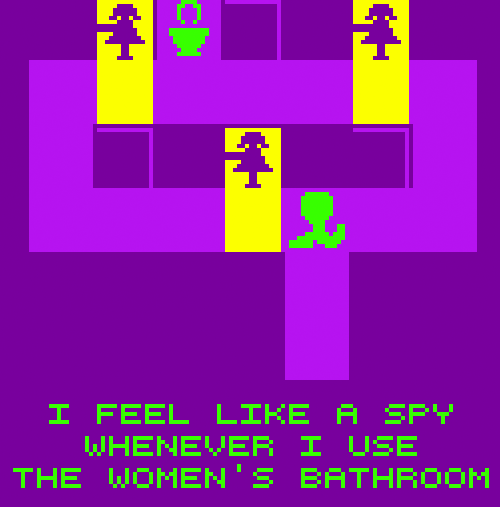 I FEEL LIKE A SPY
WHENEVER I USE
THE WOMEN'S BATHROOM